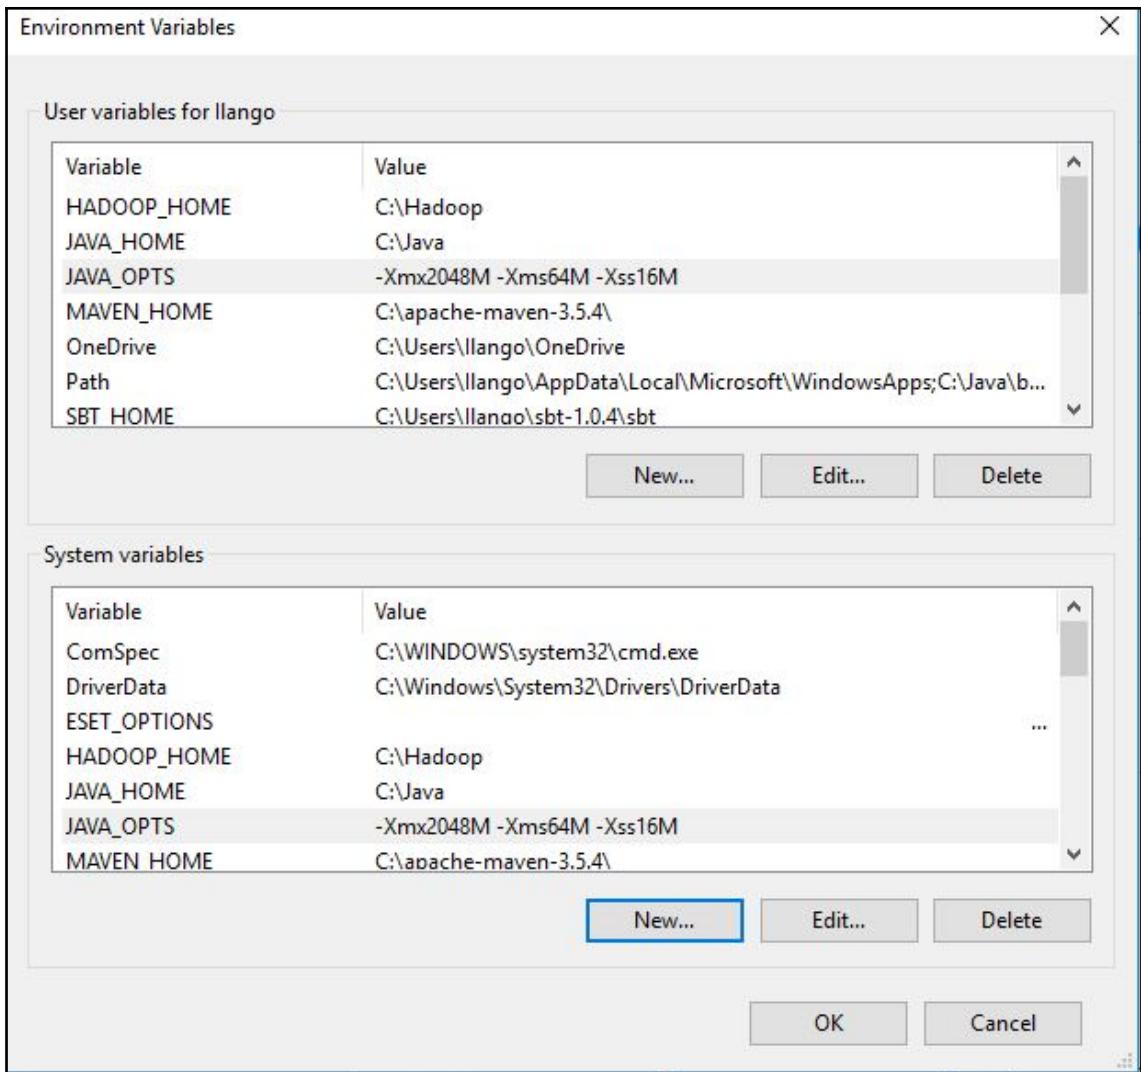 Environment Variables
User variables for llango
Variable Value
HADOOP_HOME C:\Hadoop
JAVA_HOME C:\Java
JAVA_OPTS -Xmx2048M -Xms64M -Xss16M
MAVEN_HOME C:\apache-maven-3.5.4\
OneDrive C:\Users\llango\OneDrive
Path C:\Users\llango\AppData\Local\Microsoft\WindowsApps;C:\Java\b...
SBT_HOME C:\Users\llango\sbt-1.0.4\sbt
New... Edit... Delete
System variables
Variable Value
ComSpec C:\WINDOWS\system32\cmd.exe
DriverData C:\Windows\System32\Drivers\DriverData
ESET_OPTIONS ...
HADOOP_HOME C:\Hadoop
JAVA_HOME C:\Java
JAVA_OPTS -Xmx2048M -Xms64M -Xss16M
MAVEN_HOME C:\apache-maven-3.5.4\
New... Edit... Delete
OK Cancel